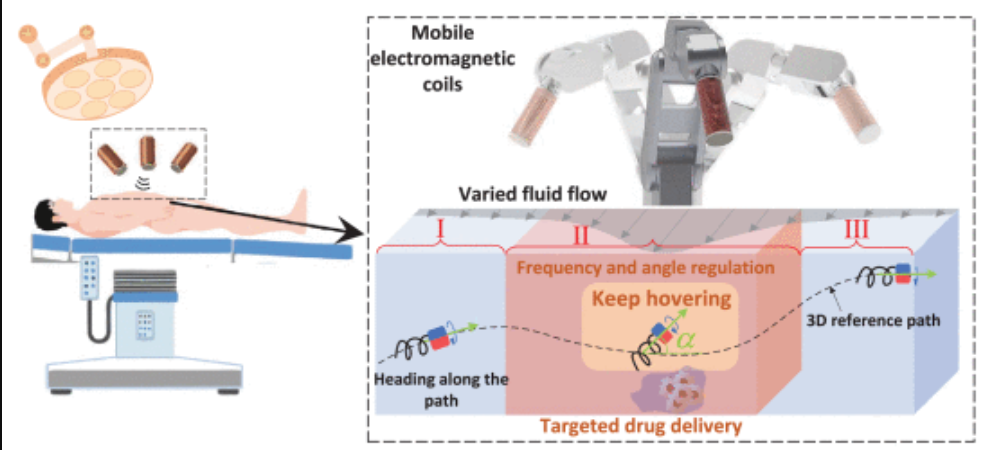 Mobile
electromagnetic
coils
Varied fluid flow
I
II
III
Frequency and angle regulation
Keep hovering
α
3D reference path
Heading along the
path
Targeted drug delivery